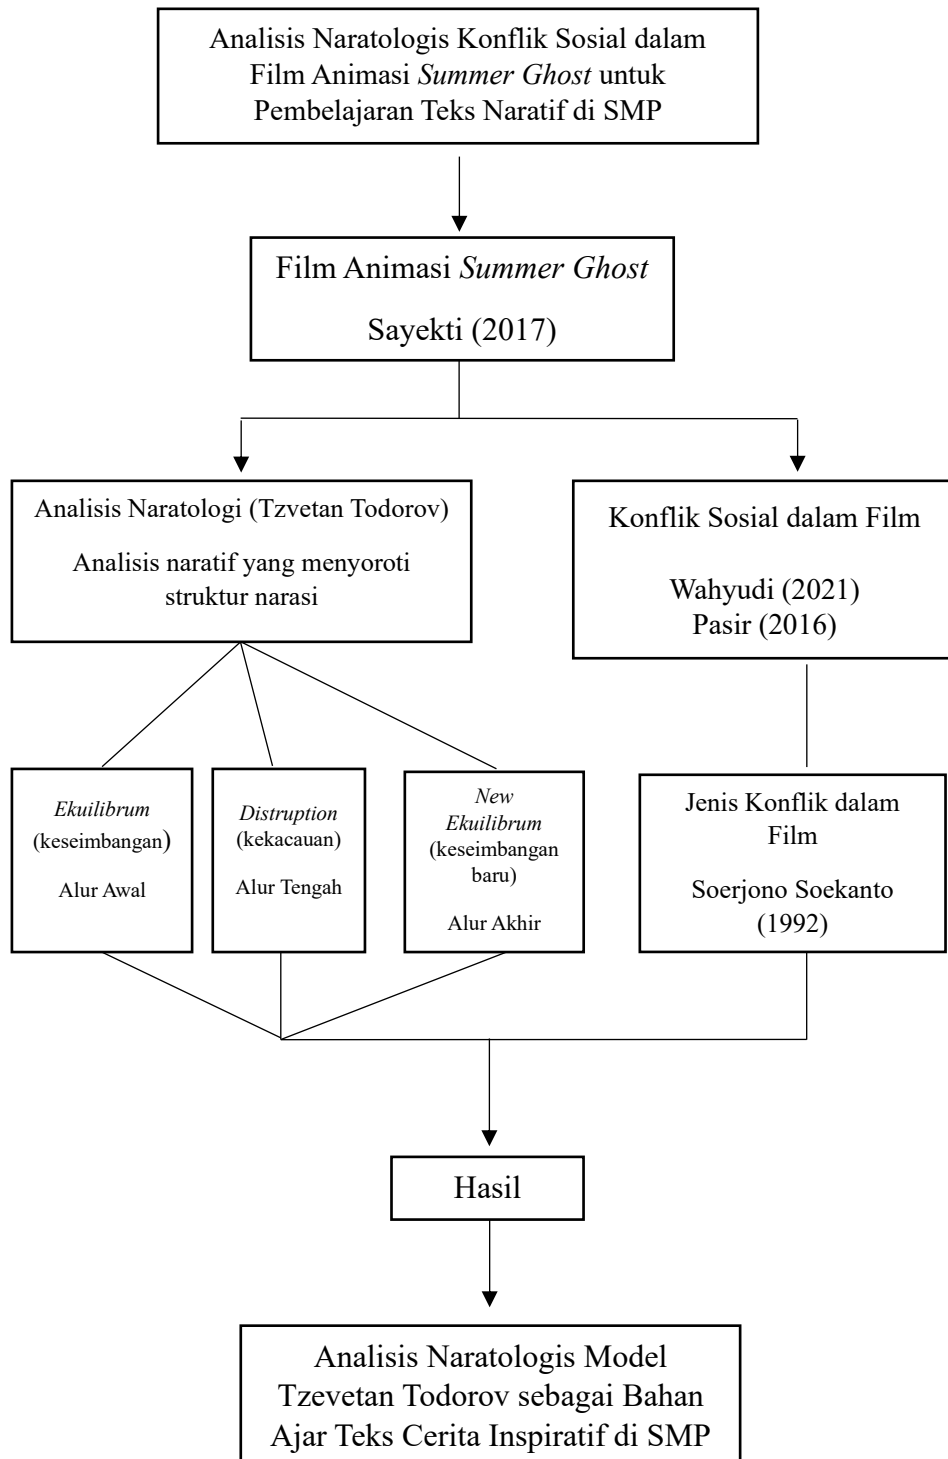 Analisis Naratologis Konflik Sosial dalam
Film Animasi Summer Ghost untuk
Pembelajaran Teks Naratif di SMP
Film Animasi Summer Ghost
Sayekti (2017)
Analisis Naratologi (Tzvetan Todorov)
Analisis naratif yang menyoroti
struktur narasi
Konflik Sosial dalam Film
Wahyudi (2021)
Pasir (2016)
Ekuilibrum
(keseimbangan)
Alur Awal
Distruption
(kekacauan)
Alur Tengah
New
Ekuilibrum
(keseimbangan
baru)
Alur Akhir
Jenis Konflik dalam
Film
Soerjono Soekanto
(1992)
Hasil
Analisis Naratologis Model
Tzevetan Todorov sebagai Bahan
Ajar Teks Cerita Inspiratif di SMP